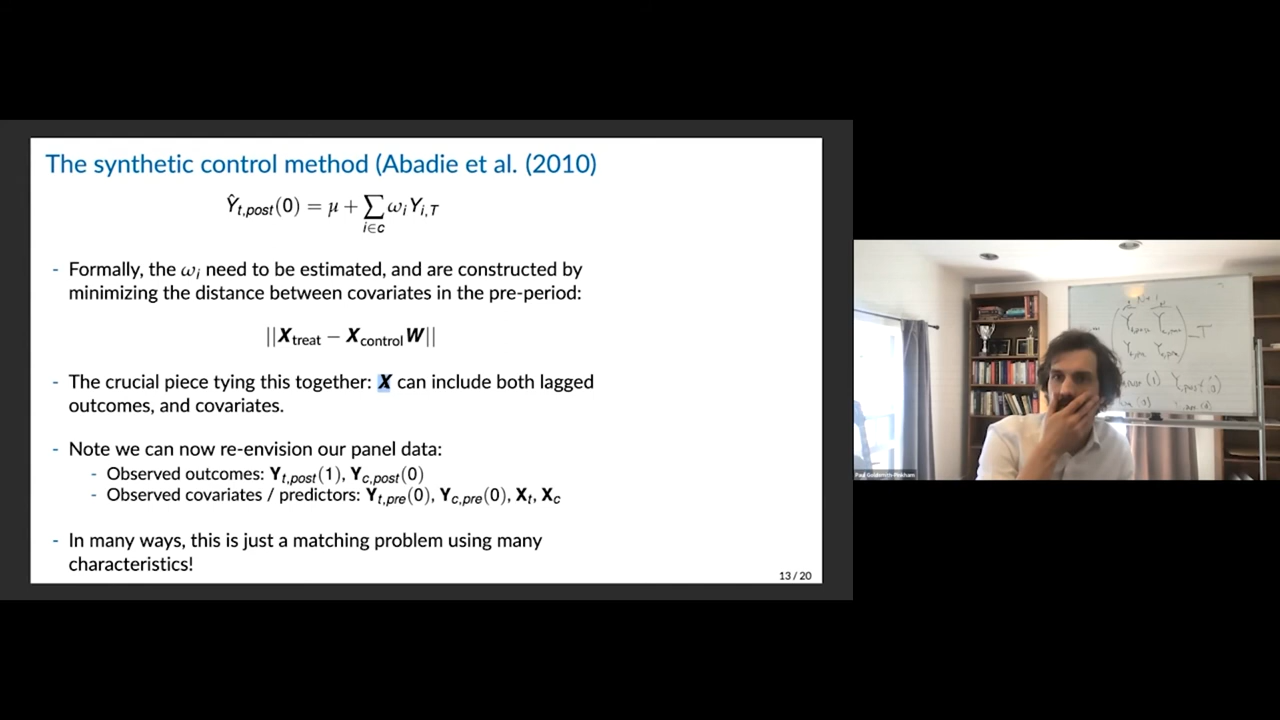 The synthetic control method (Abadie et al. (2010)
Ŷ_{t,post}(0) = μ + ∑_{i∈c} ω_i Y_{i,T}
- Formally, the ω_i need to be estimated, and are constructed by
minimizing the distance between covariates in the pre-period:
||X_treat − X_control W||
- The crucial piece tying this together: X can include both lagged
outcomes, and covariates.
- Note we can now re-envision our panel data:
- Observed outcomes: Y_{t,post}(1), Y_{c,post}(0)
- Observed covariates / predictors: Y_{t,pre}(0), Y_{c,pre}(0), X_t, X_c
- In many ways, this is just a matching problem using many
characteristics!
13 / 20
Paul Goldsmith-Pinkham